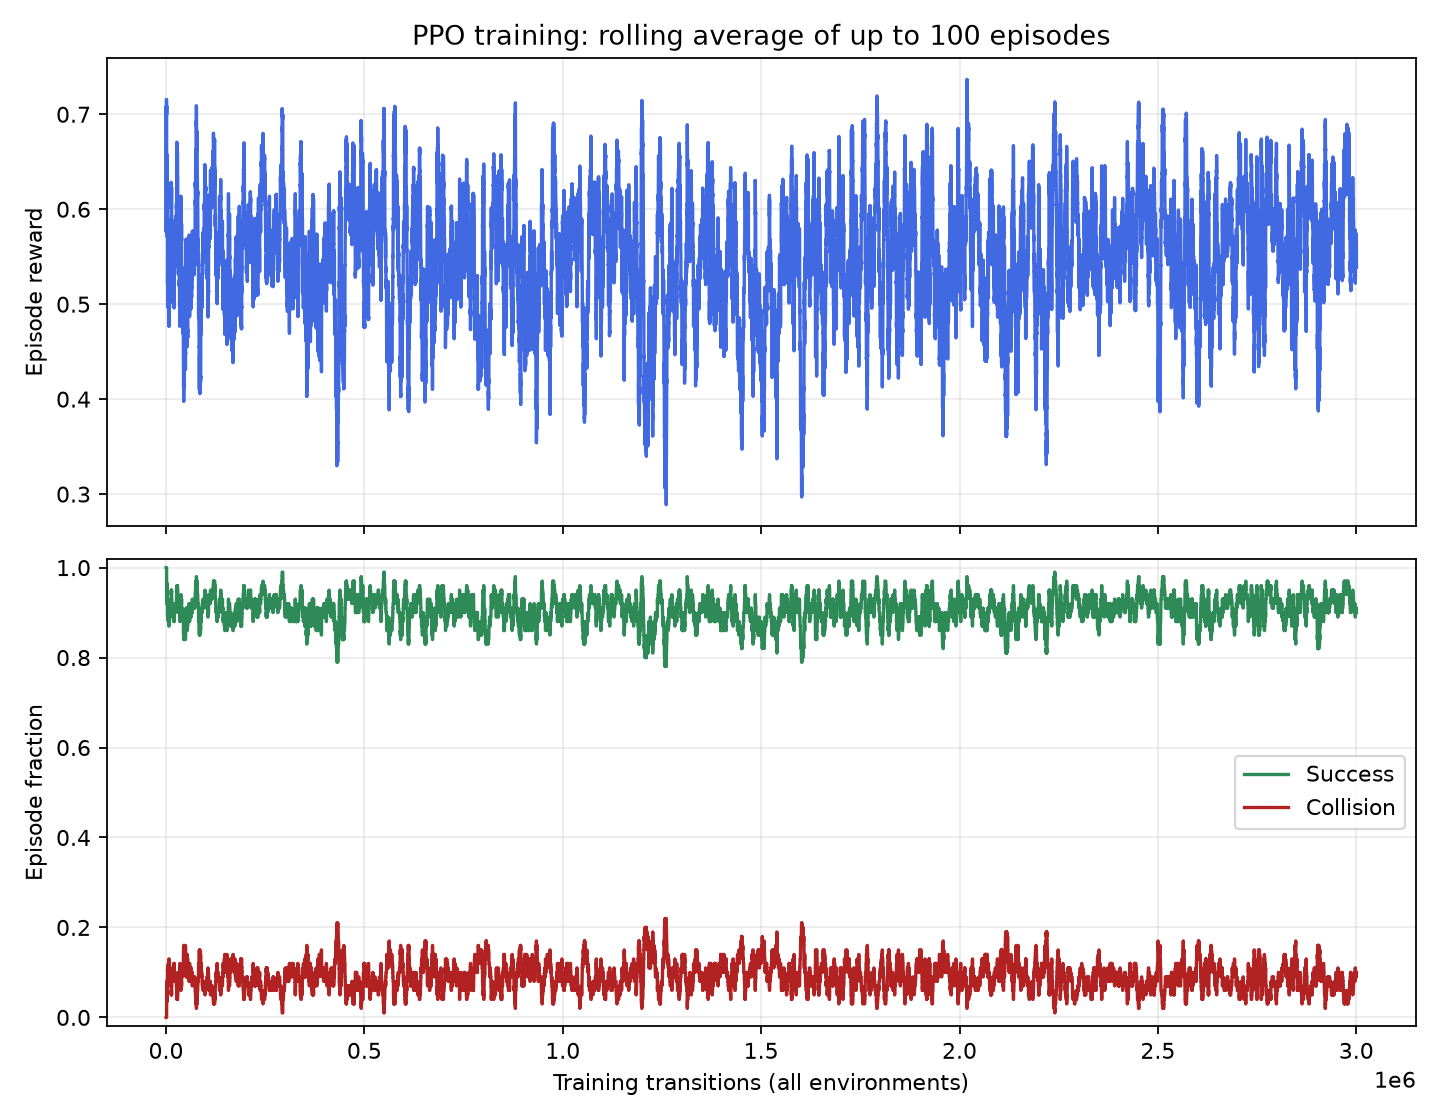 PPO training: rolling average of up to 100 episodes
Episode reward
0.7
0.6
0.5
0.4
0.3
Episode fraction
1.0
0.8
0.6
0.4
0.2
0.0
Success
Collision
0.0 0.5 1.0 1.5 2.0 2.5 3.0
Training transitions (all environments)
1e6